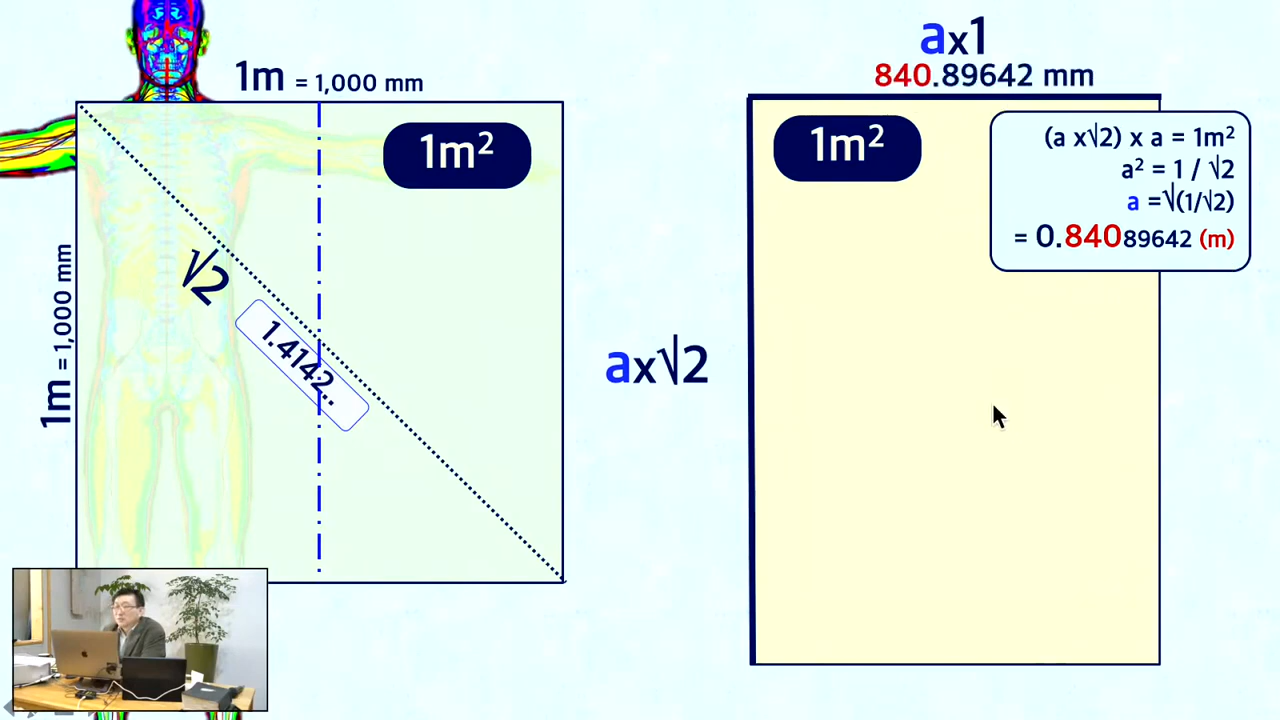 1m = 1,000 mm
1m²
1m = 1,000 mm
√2
1.4142..
ax1
840.89642 mm
1m²
(a x√2) x a = 1m²
a² = 1 / √2
a =√(1/√2)
= 0.84089642 (m)
ax√2